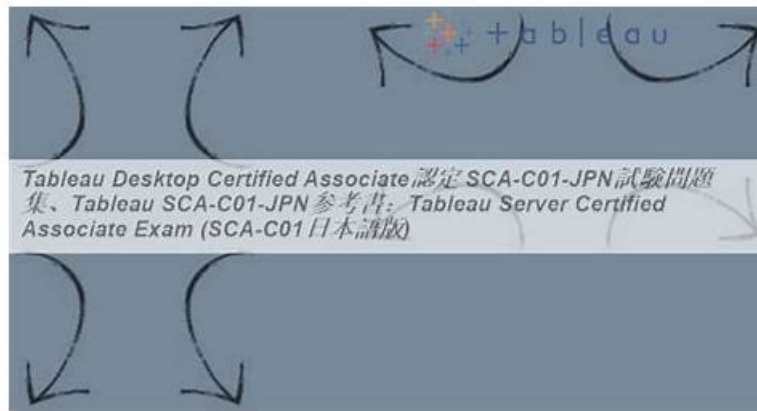 +ableau
Tableau Desktop Certified Associate認定 SCA-C01-JPN試験問題
集、Tableau SCA-C01-JPN参考書；Tableau Server Certified
Associate Exam (SCA-C01日本語版)